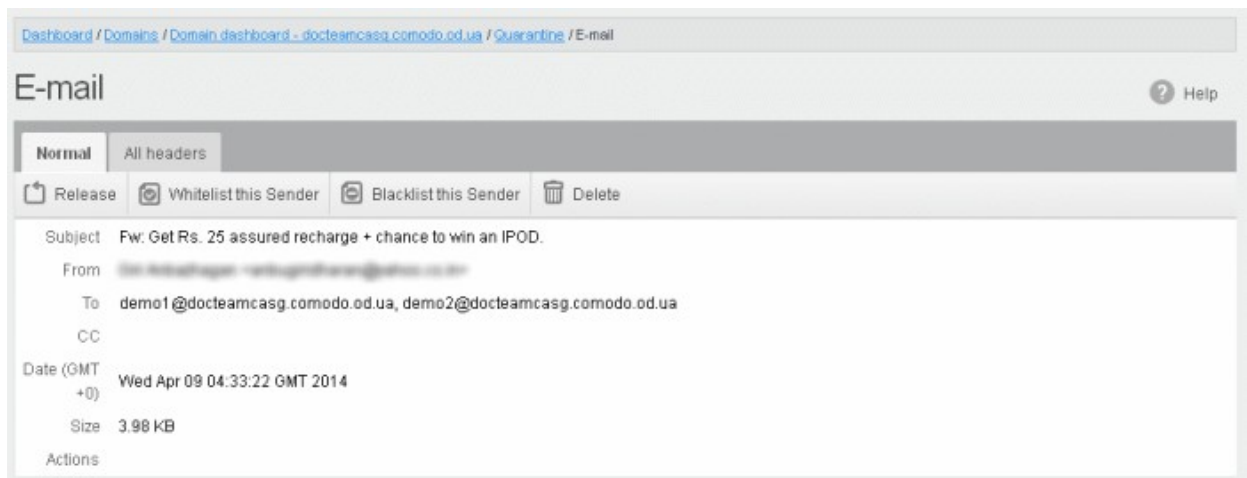 Dashboard / Domains / Domain dashboard - docteamcasg.comodo.od.ua / Quarantine / E-mail
E-mail
Help
Normal All headers
Release Whitelist this Sender Blacklist this Sender Delete
Subject Fw: Get Rs. 25 assured recharge + chance to win an IPOD.
From
To demo1@docteamcasg.comodo.od.ua, demo2@docteamcasg.comodo.od.ua
CC
Date (GMT +0) Wed Apr 09 04:33:22 GMT 2014
Size 3.98 KB
Actions